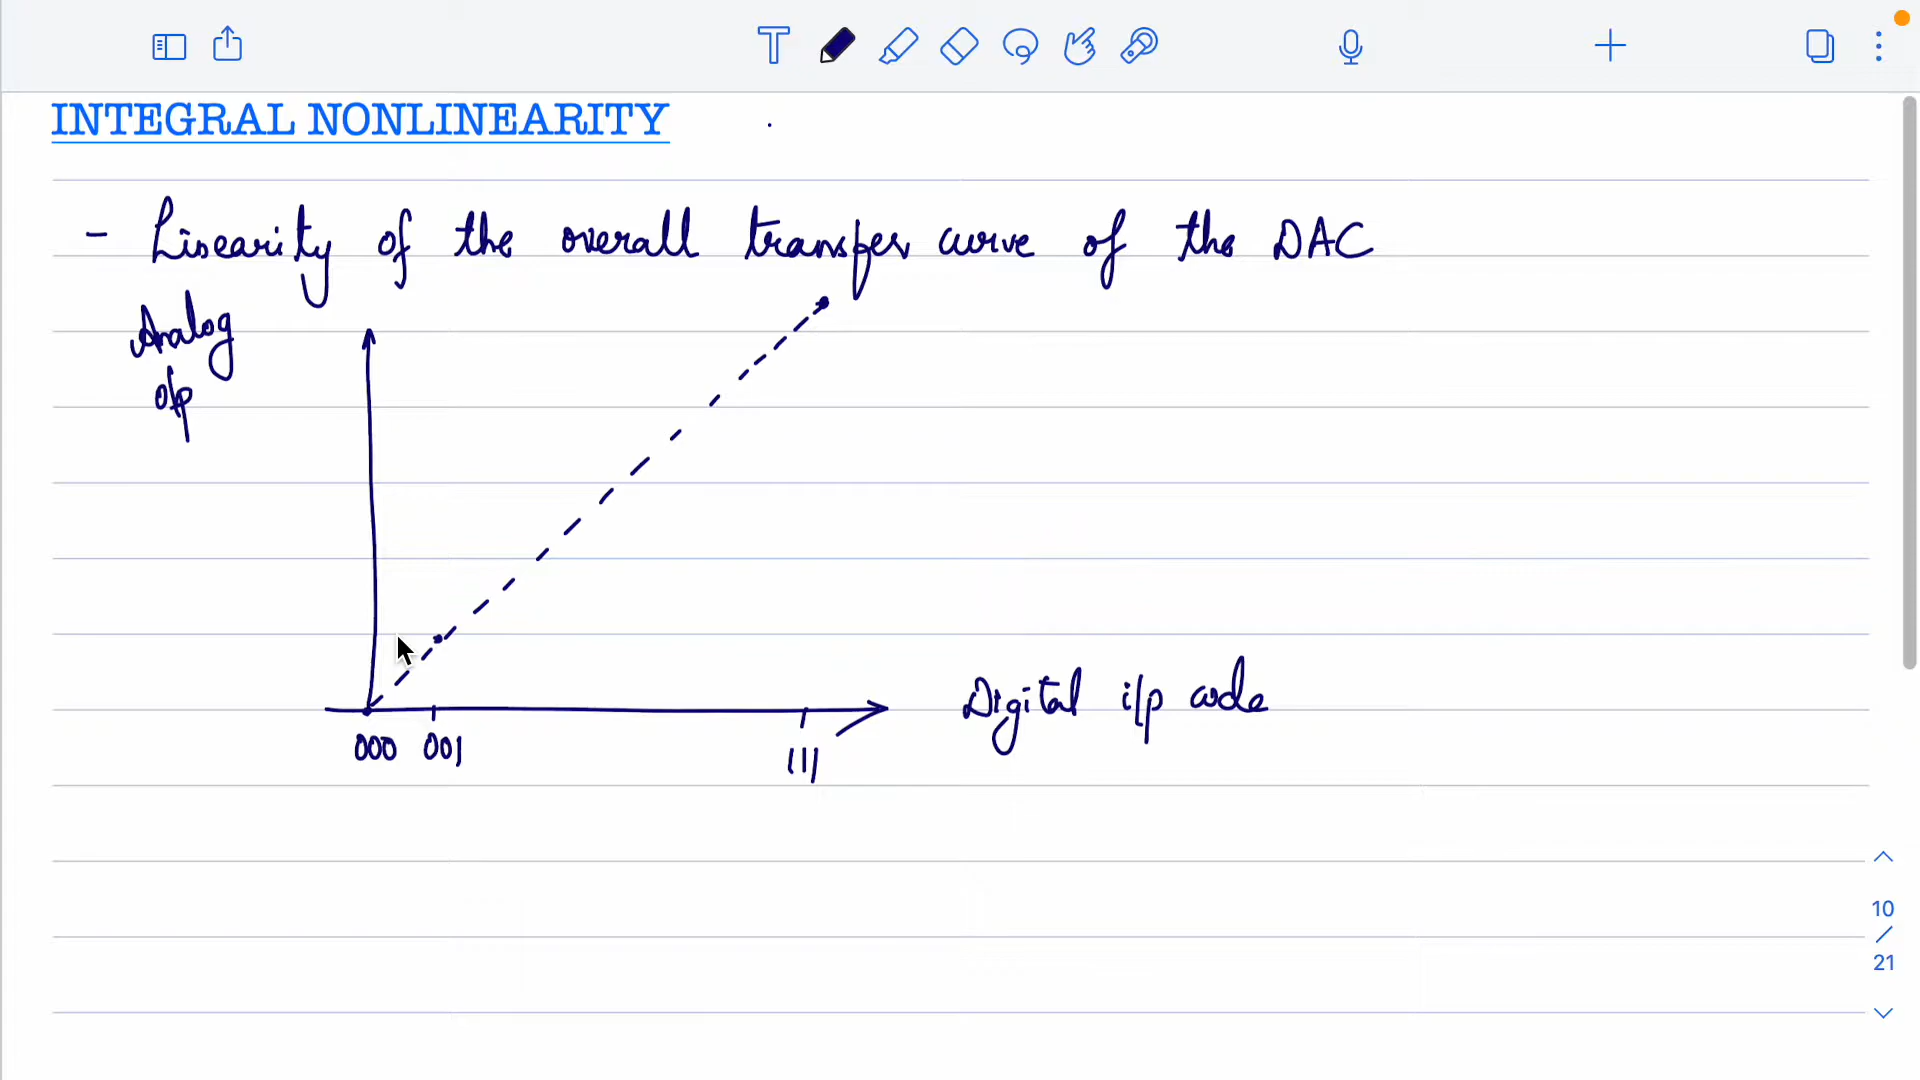 INTEGRAL NONLINEARITY
- Linearity of the overall transfer curve of the DAC
Analog
o/p
Digital i/p code
000 001 111
10
/
21